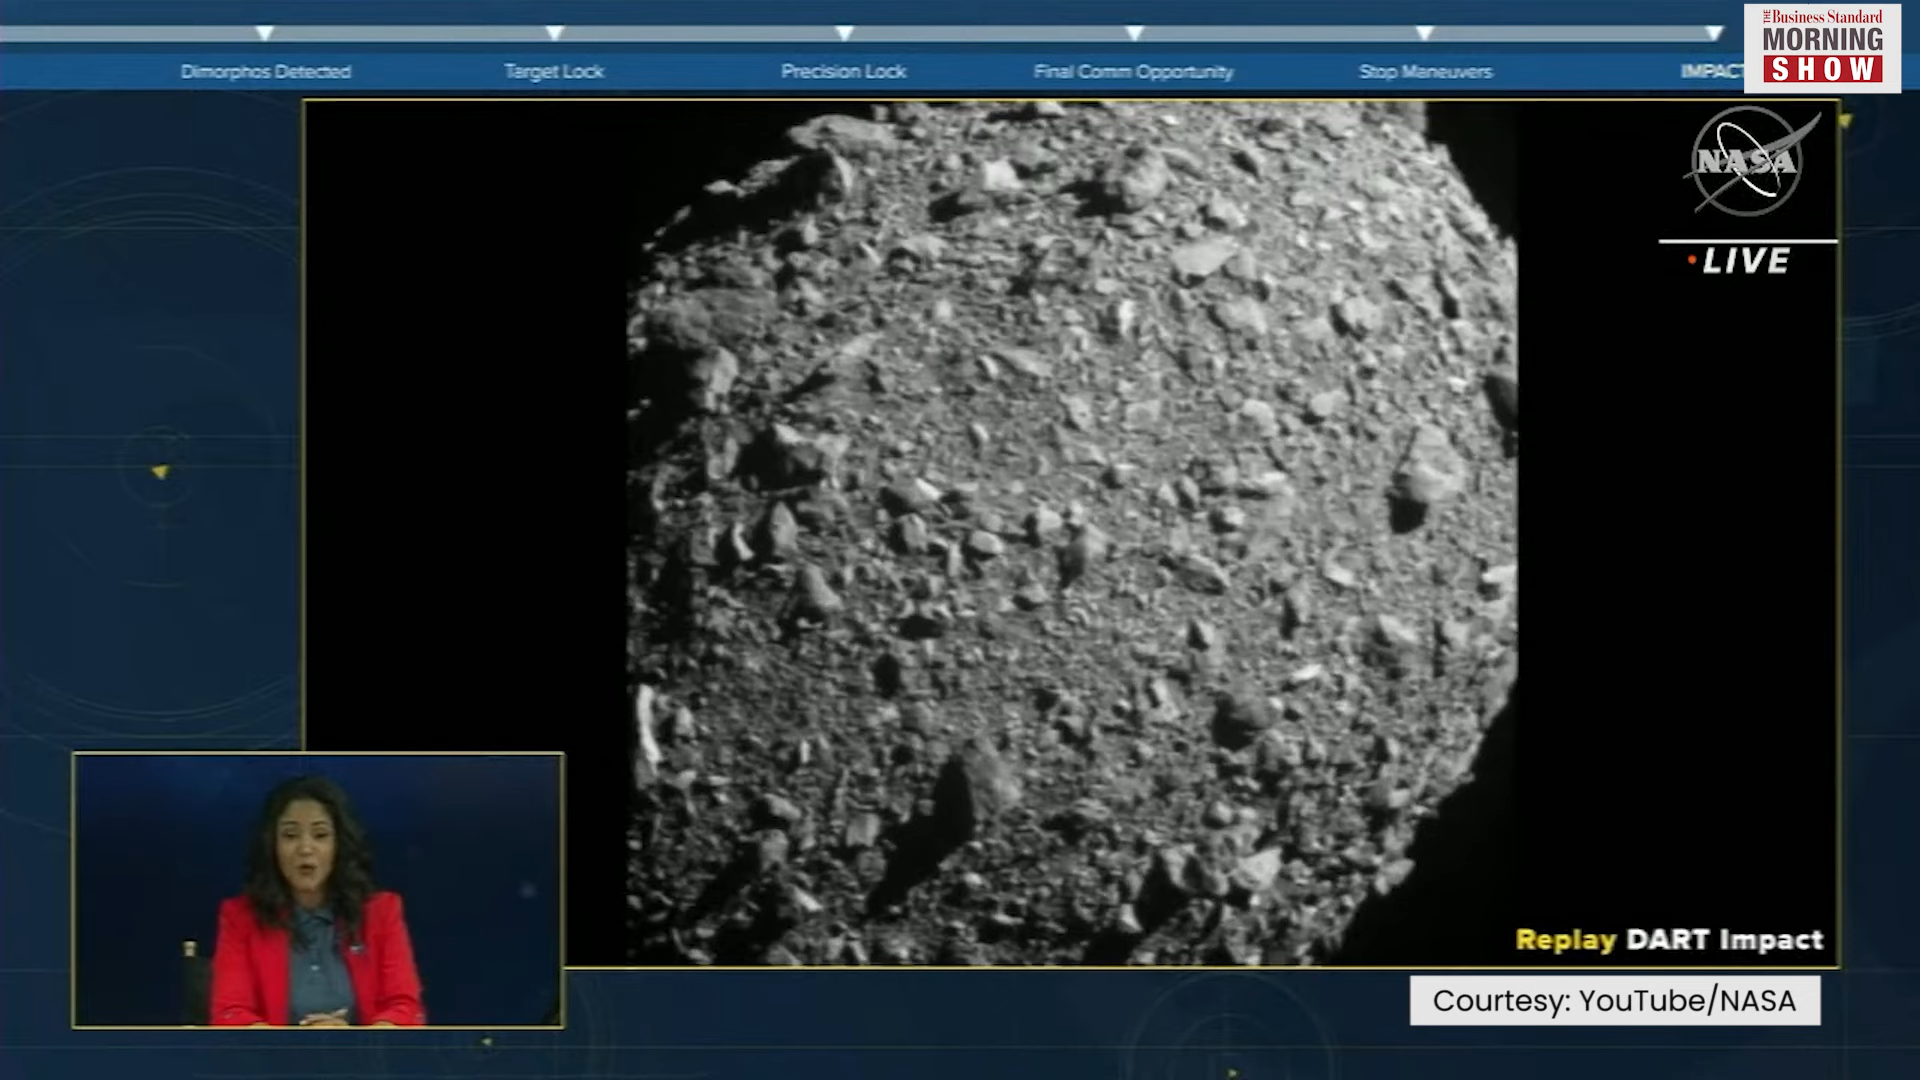 THE Business Standard
MORNING
SHOW
Dimorphos Detected
Target Lock
Precision Lock
Final Comm Opportunity
Stop Maneuvers
IMPACT
NASA
LIVE
Replay DART Impact
Courtesy: YouTube/NASA